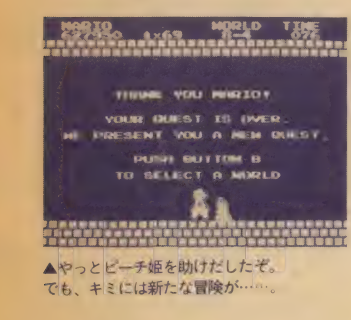 MARIO WORLD TIME
×69 -4 076
THANK YOU MARIO!
YOUR QUEST IS OVER.
WE PRESENT YOU A NEW QUEST.
PUSH BUTTON B
TO SELECT A WORLD
▲やっとピーチ姫を助けだしたぞ。
でも、キミには新たな冒険が……。